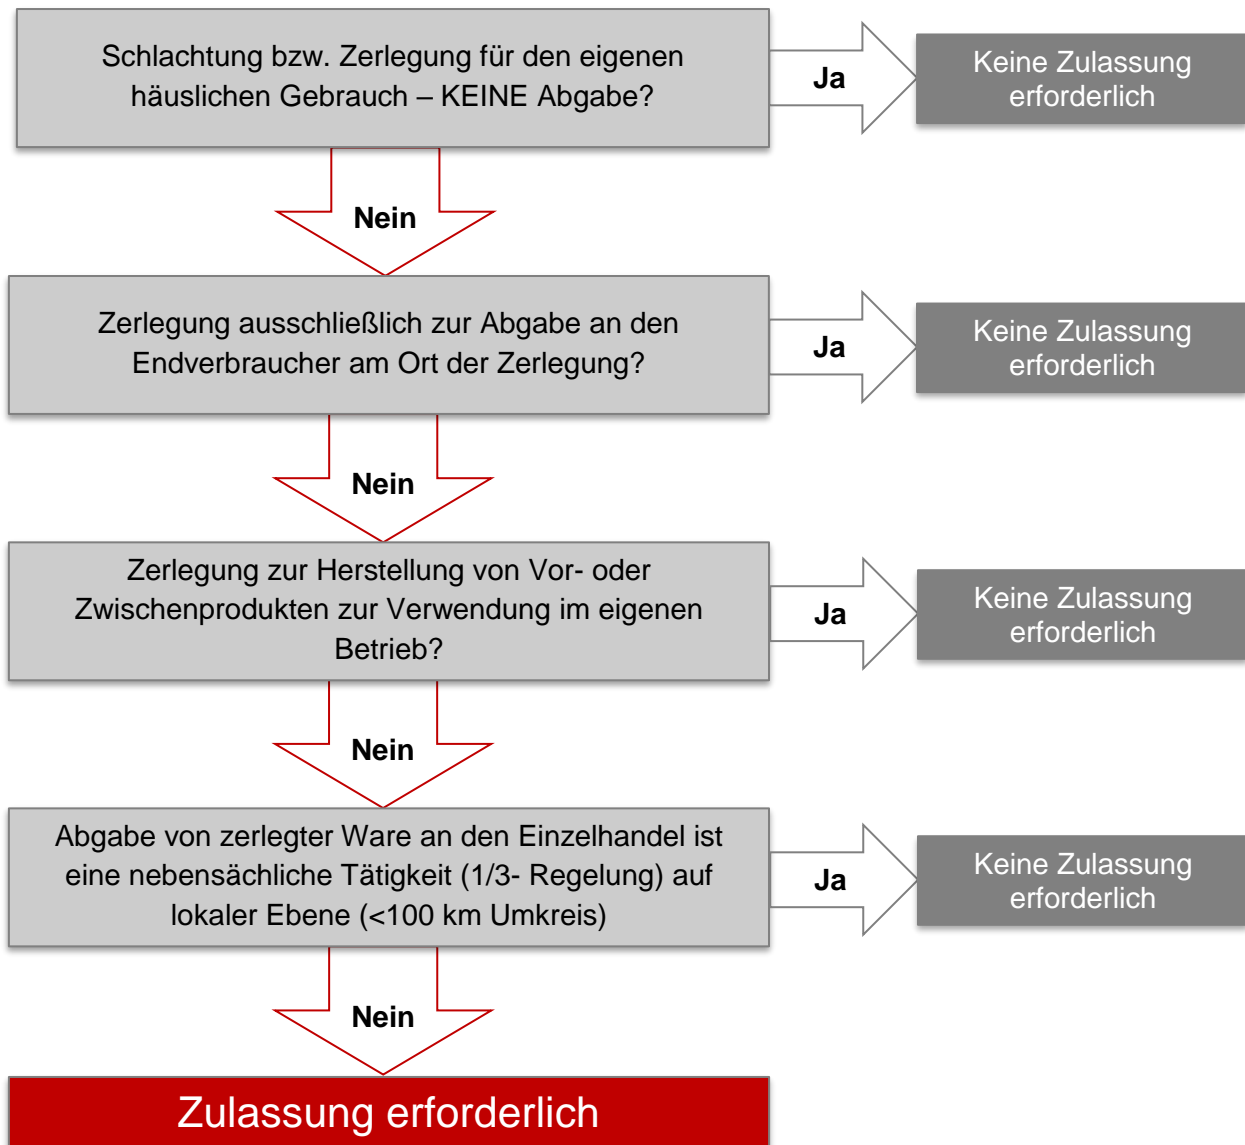 Schlachtung bzw. Zerlegung für den eigenen
häuslichen Gebrauch – KEINE Abgabe?
Ja
Keine Zulassung
erforderlich
Nein
Zerlegung ausschließlich zur Abgabe an den
Endverbraucher am Ort der Zerlegung?
Ja
Keine Zulassung
erforderlich
Nein
Zerlegung zur Herstellung von Vor- oder
Zwischenprodukten zur Verwendung im eigenen
Betrieb?
Ja
Keine Zulassung
erforderlich
Nein
Abgabe von zerlegter Ware an den Einzelhandel ist
eine nebensächliche Tätigkeit (1/3- Regelung) auf
lokaler Ebene (<100 km Umkreis)
Ja
Keine Zulassung
erforderlich
Nein
Zulassung erforderlich